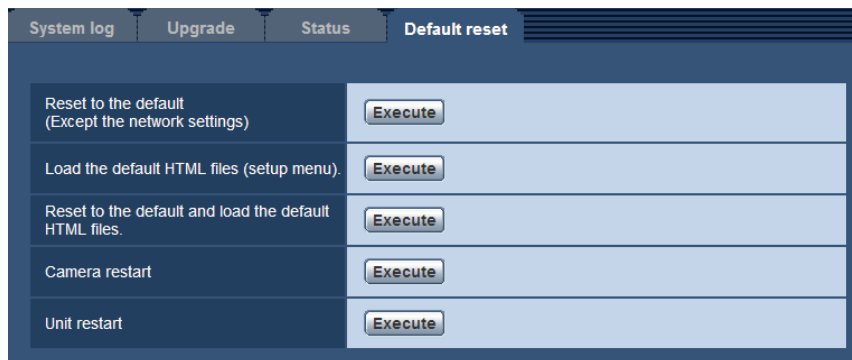 System log Upgrade Status Default reset
Reset to the default
(Except the network settings)
Execute
Load the default HTML files (setup menu).
Execute
Reset to the default and load the default
HTML files.
Execute
Camera restart
Execute
Unit restart
Execute